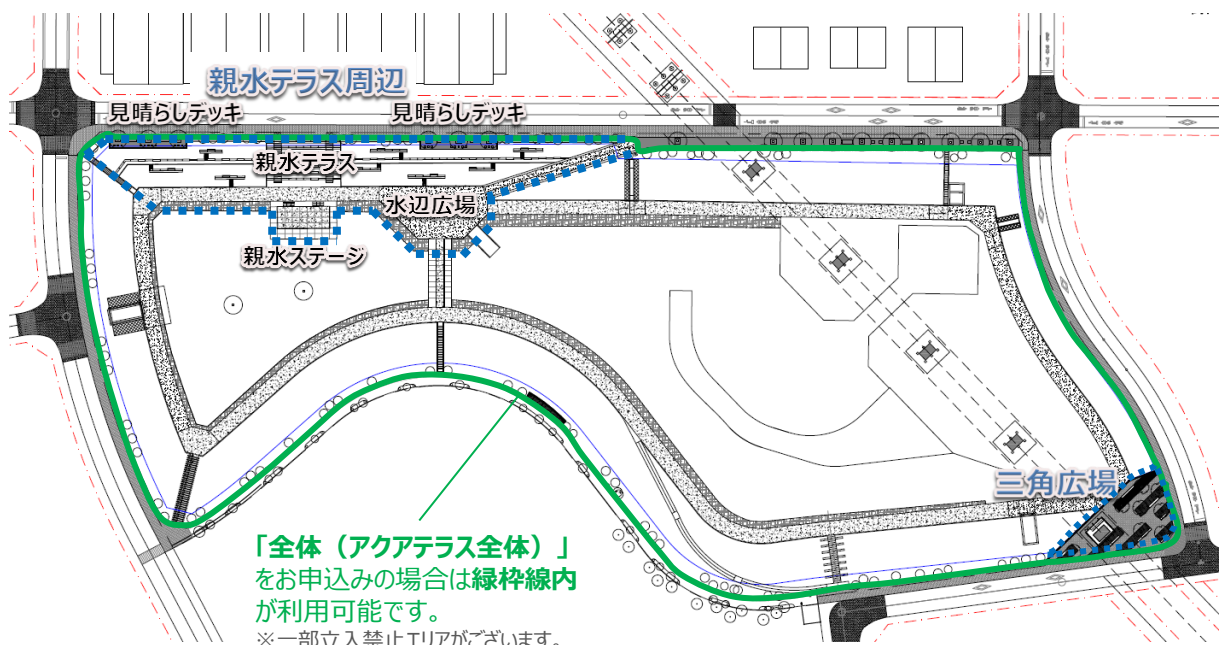 親水テラス周辺
見晴らしデッキ
見晴らしデッキ
親水テラス
水辺広場
親水ステージ
三角広場
「全体（アクアテラス全体）」
をお申込みの場合は緑枠線内
が利用可能です。
※一部立入禁止エリアがございます。